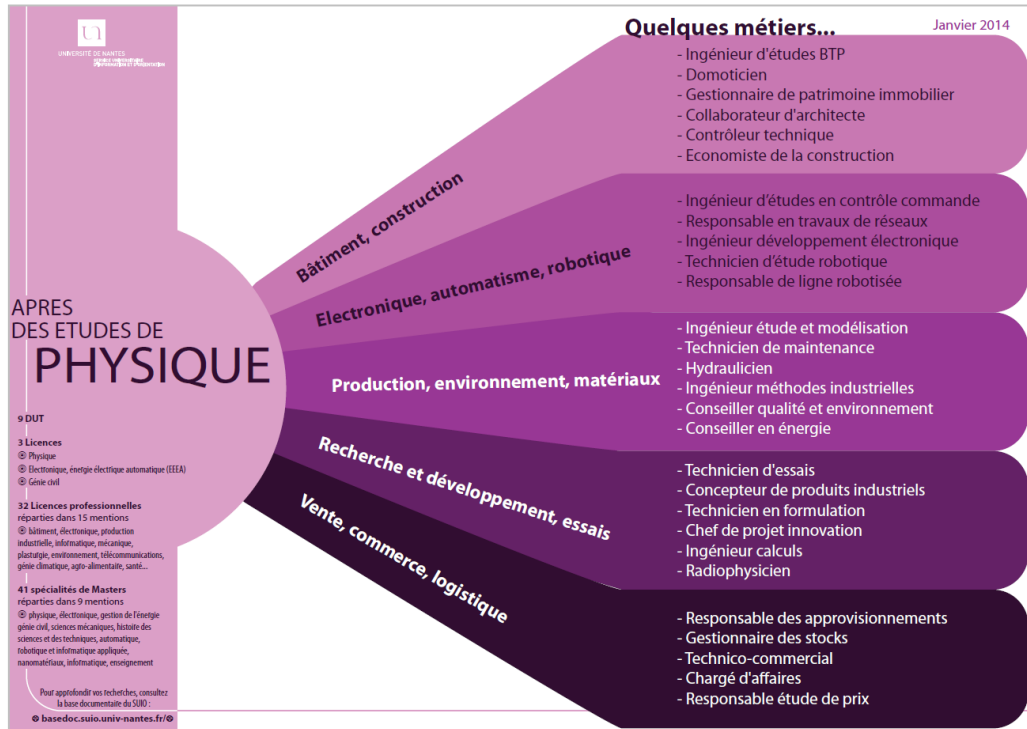 UNIVERSITÉ DE NANTES
APRES
DES ETUDES DE
PHYSIQUE
9 DUT
3 Licences
Physique
Electronique, énergie électrique automatique (EEEA)
Génie civil
32 Licences professionnelles
réparties dans 15 mentions
bâtiment, électronique, production
industrielle, informatique, mécanique,
plasturgie, environnement, télécommunications,
génie climatique, agro-alimentaire, santé...
41 spécialités de Masters
réparties dans 9 mentions
physique, électronique, gestion de l'énergie
génie civil, sciences mécaniques, histoire des
sciences et des techniques, automatique,
robotique et informatique appliquée,
nanomatériaux, informatique, enseignement
Pour approfondir vos recherches, consultez
la base documentaire du SUIO :
basedoc.suio.univ-nantes.fr/
Quelques métiers...
Janvier 2014
Bâtiment, construction
- Ingénieur d'études BTP
- Domoticien
- Gestionnaire de patrimoine immobilier
- Collaborateur d'architecte
- Contrôleur technique
- Economiste de la construction
Electronique, automatisme, robotique
- Ingénieur d'études en contrôle commande
- Responsable en travaux de réseaux
- Ingénieur développement électronique
- Technicien d'étude robotique
- Responsable de ligne robotisée
Production, environnement, matériaux
- Ingénieur étude et modélisation
- Technicien de maintenance
- Hydraulicien
- Ingénieur méthodes industrielles
- Conseiller qualité et environnement
- Conseiller en énergie
Recherche et développement, essais
- Technicien d'essais
- Concepteur de produits industriels
- Technicien en formulation
- Chef de projet innovation
- Ingénieur calculs
- Radiophysicien
Vente, commerce, logistique
- Responsable des approvisionnements
- Gestionnaire des stocks
- Technico-commercial
- Chargé d'affaires
- Responsable étude de prix